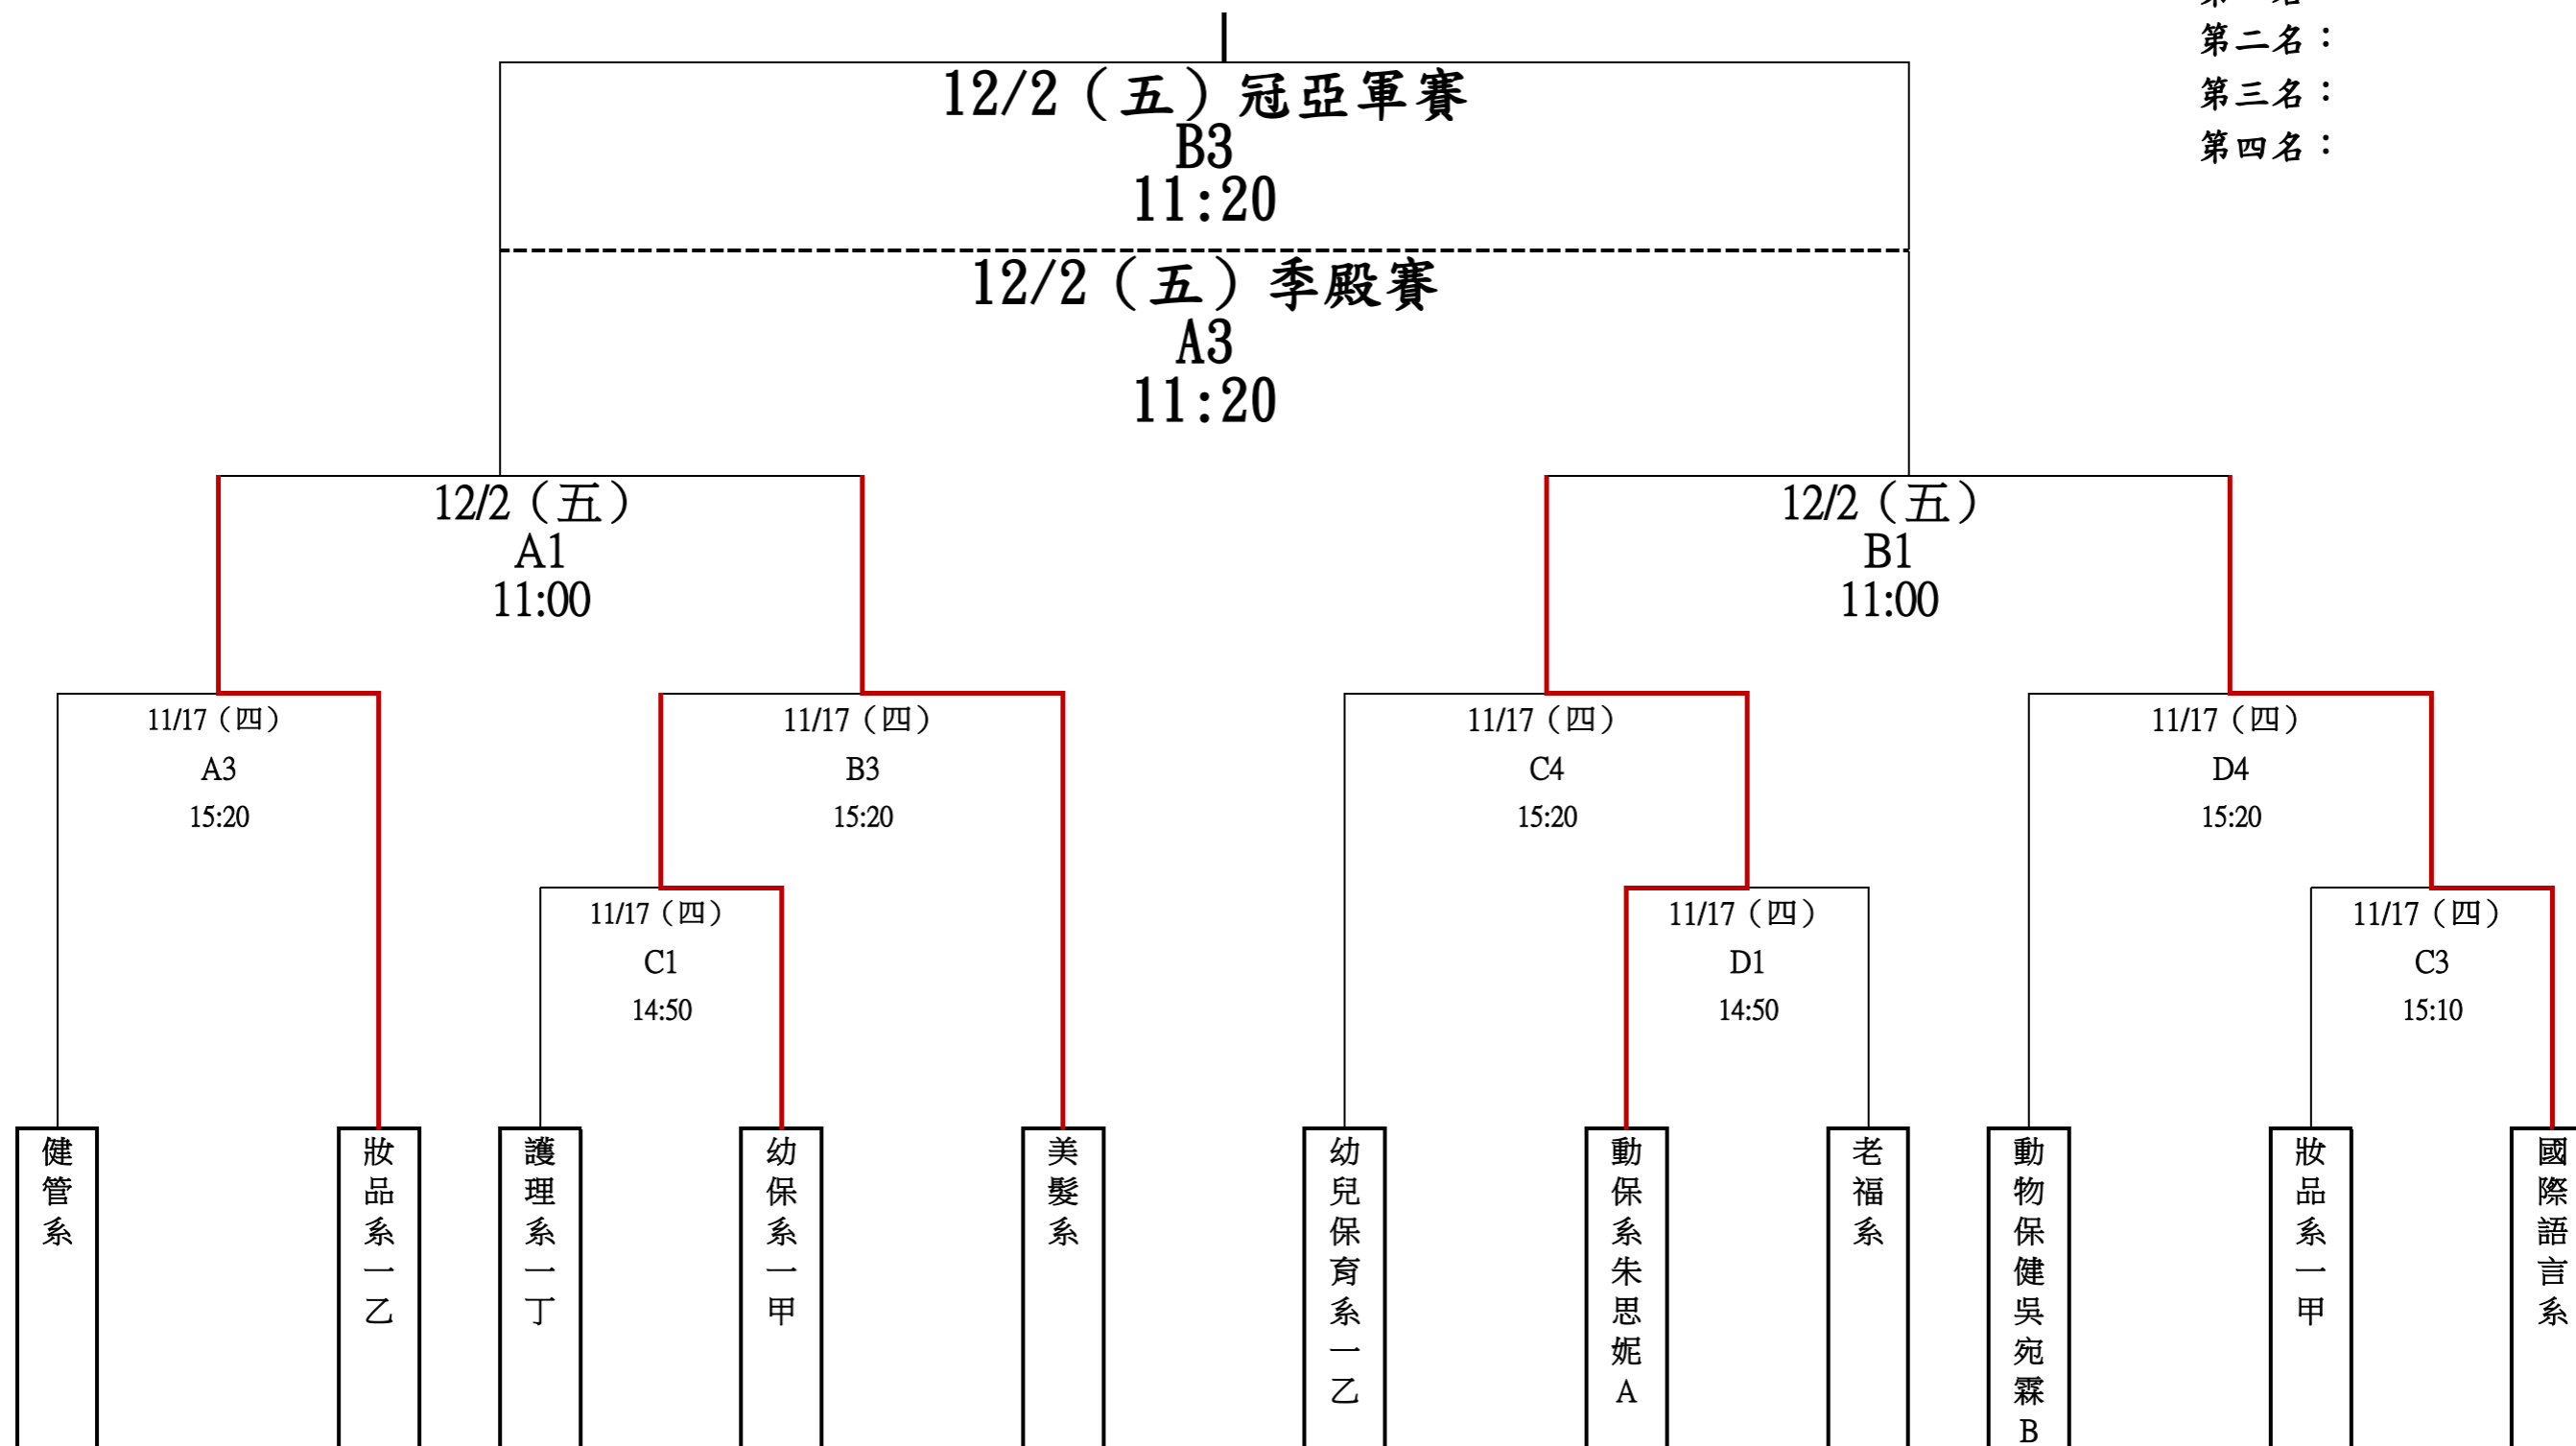 第二名：
第三名：
第四名：
12/2（五）冠亞軍賽
B3
11:20
12/2（五）季殿賽
A3
11:20
12/2（五）
A1
11:00
12/2（五）
B1
11:00
11/17（四）
A3
15:20
11/17（四）
B3
15:20
11/17（四）
C4
15:20
11/17（四）
D4
15:20
11/17（四）
C1
14:50
11/17（四）
D1
14:50
11/17（四）
C3
15:10
健管系
妝品系一乙
護理系一丁
幼保系一甲
美髮系
幼兒保育系一乙
動保系朱思妮A
老福系
動物保健吳宛霖B
妝品系一甲
國際語言系